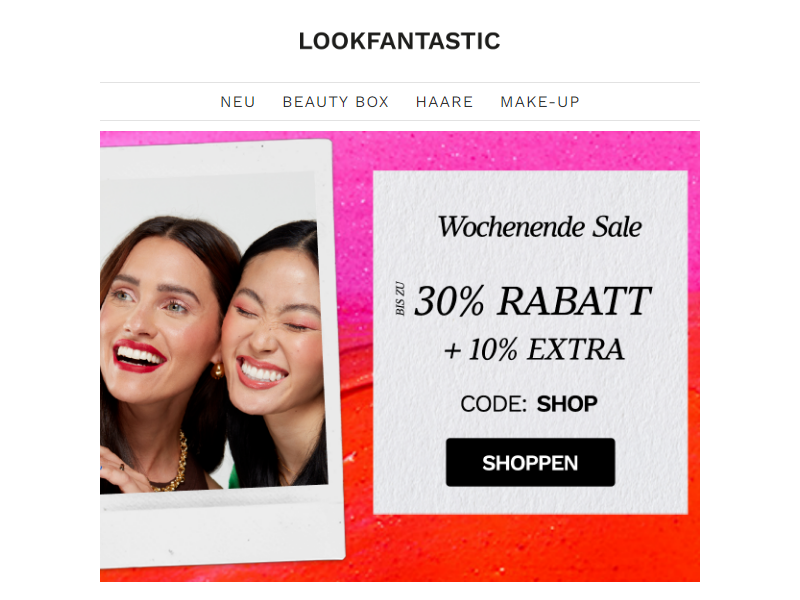 LOOKFANTASTIC
NEU BEAUTY BOX HAARE MAKE-UP
Wochenende Sale
BIS ZU 30% RABATT
+ 10% EXTRA
CODE: SHOP
SHOPPEN